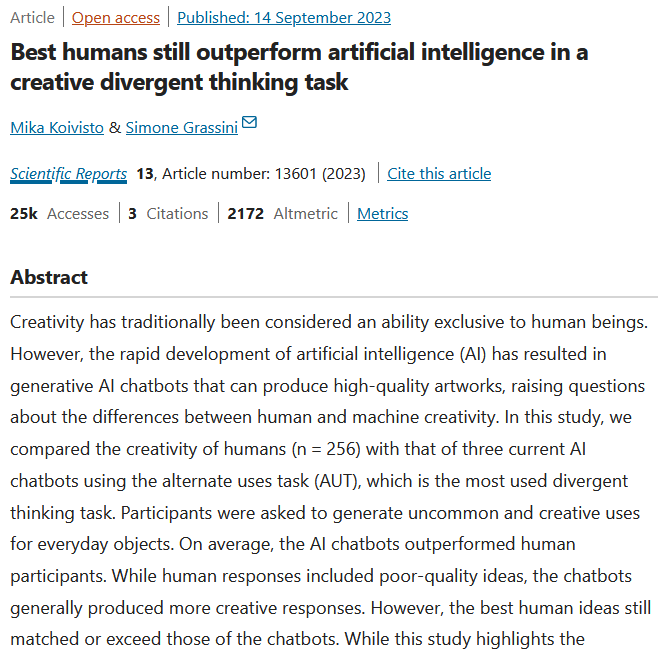 Article | Open access | Published: 14 September 2023
Best humans still outperform artificial intelligence in a
creative divergent thinking task
Mika Koivisto & Simone Grassini
Scientific Reports 13, Article number: 13601 (2023) | Cite this article
25k Accesses | 3 Citations | 2172 Altmetric | Metrics
Abstract
Creativity has traditionally been considered an ability exclusive to human beings.
However, the rapid development of artificial intelligence (AI) has resulted in
generative AI chatbots that can produce high-quality artworks, raising questions
about the differences between human and machine creativity. In this study, we
compared the creativity of humans (n = 256) with that of three current AI
chatbots using the alternate uses task (AUT), which is the most used divergent
thinking task. Participants were asked to generate uncommon and creative uses
for everyday objects. On average, the AI chatbots outperformed human
participants. While human responses included poor-quality ideas, the chatbots
generally produced more creative responses. However, the best human ideas still
matched or exceed those of the chatbots. While this study highlights the